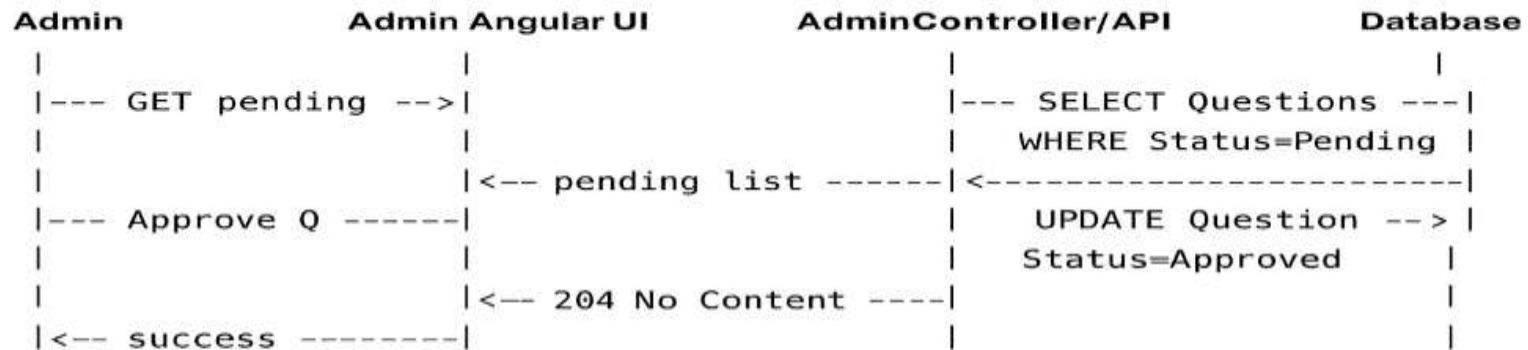 Admin Admin Angular UI AdminController/API Database
| | | |
|--- GET pending -->| |--- SELECT Questions ---|
| | | WHERE Status=Pending |
| |<-- pending list ------| <------------------------|
|--- Approve Q ------| | UPDATE Question --> |
| | | Status=Approved |
| |<-- 204 No Content ----| |
|<-- success --------| | |